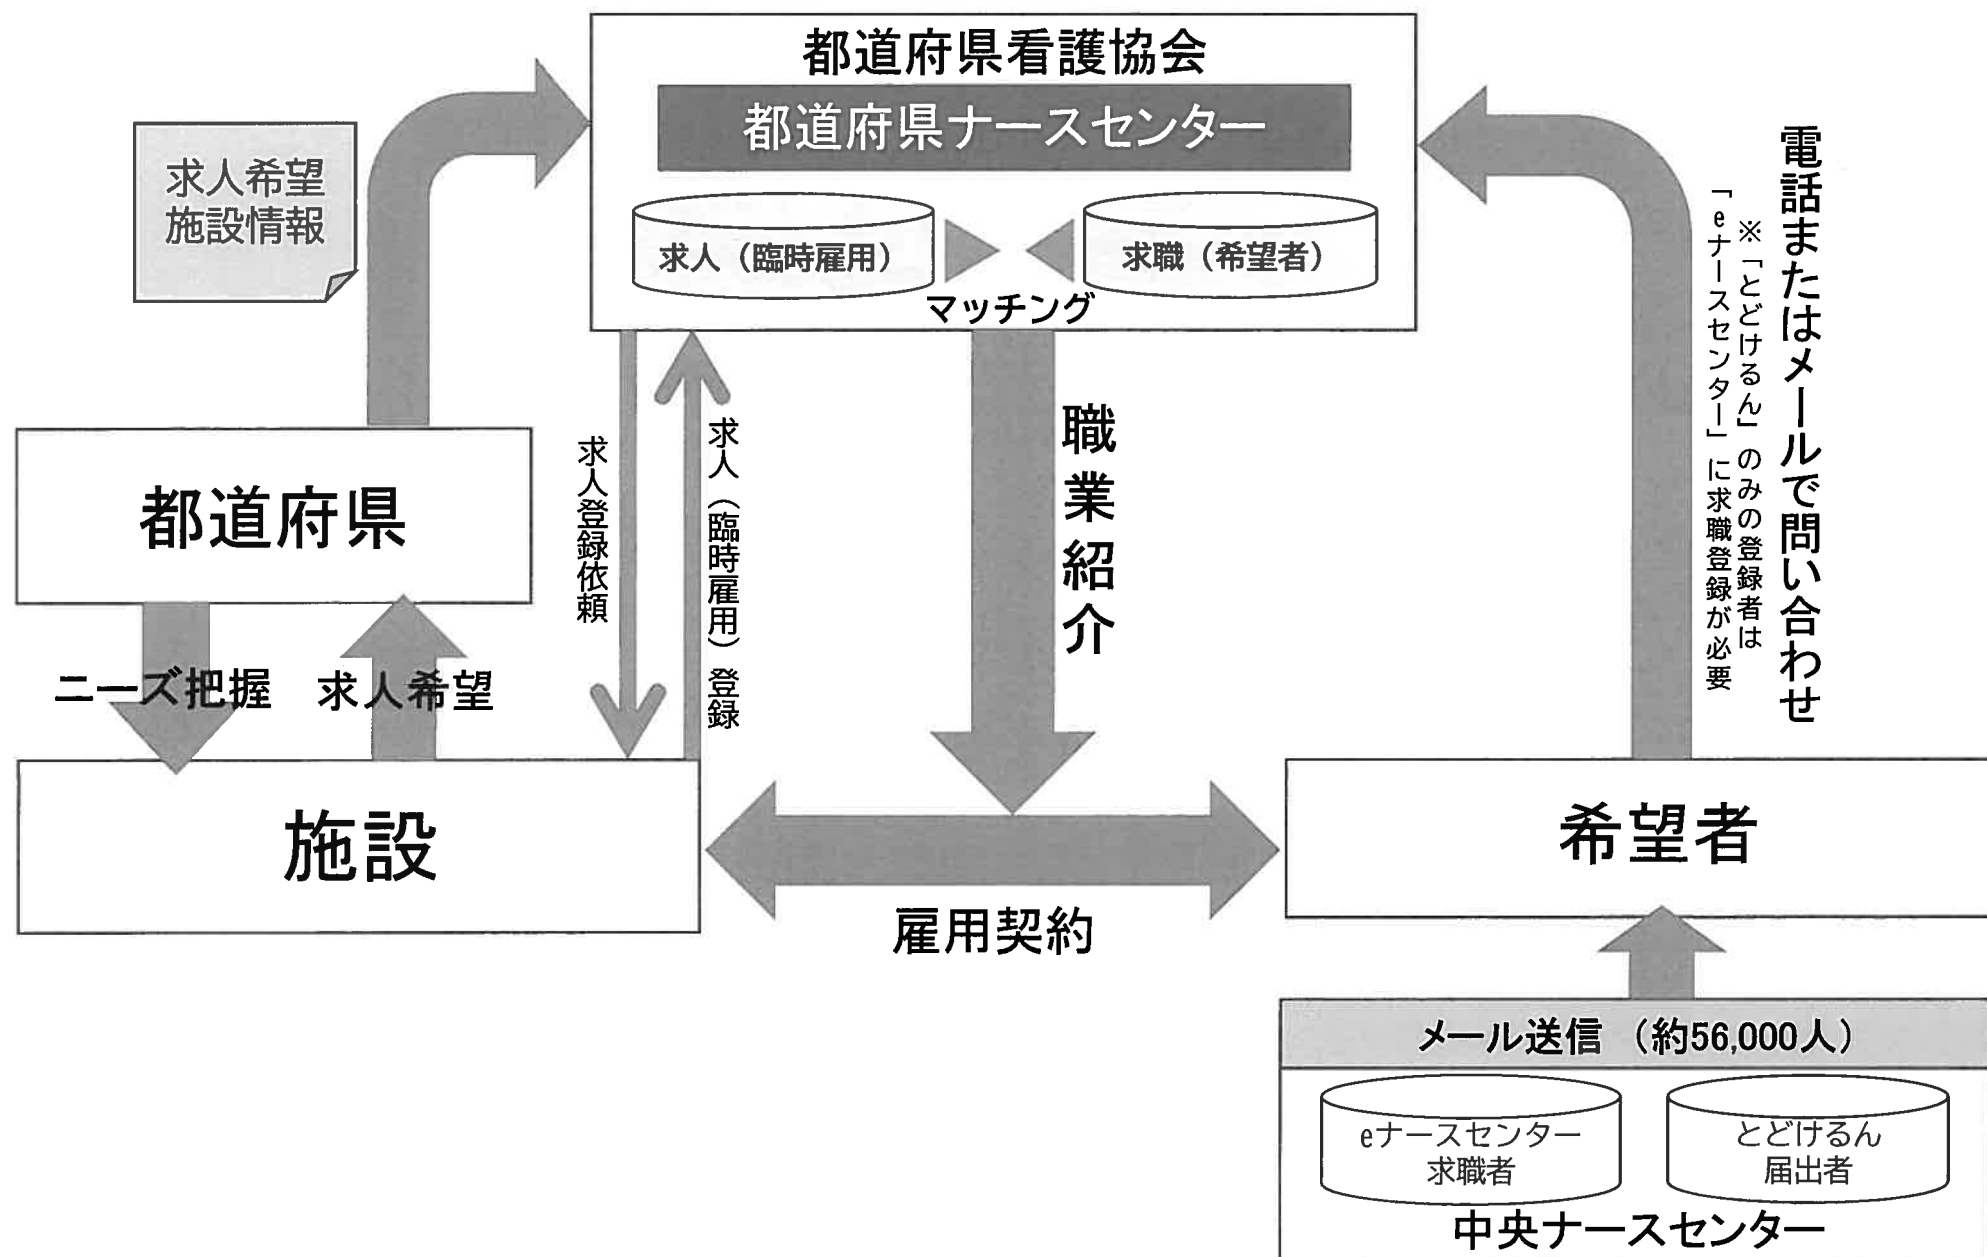 都道府県看護協会
都道府県ナースセンター
求人（臨時雇用）
求職（希望者）
マッチング
求人希望
施設情報
都道府県
ニーズ把握
求人希望
施設
求人登録依頼
求人（臨時雇用）登録
職業紹介
雇用契約
電話またはメールで問い合わせ
※「とどけるん」のみの登録者は
「eナースセンター」に求職登録が必要
希望者
メール送信（約56,000人）
eナースセンター
求職者
とどけるん
届出者
中央ナースセンター